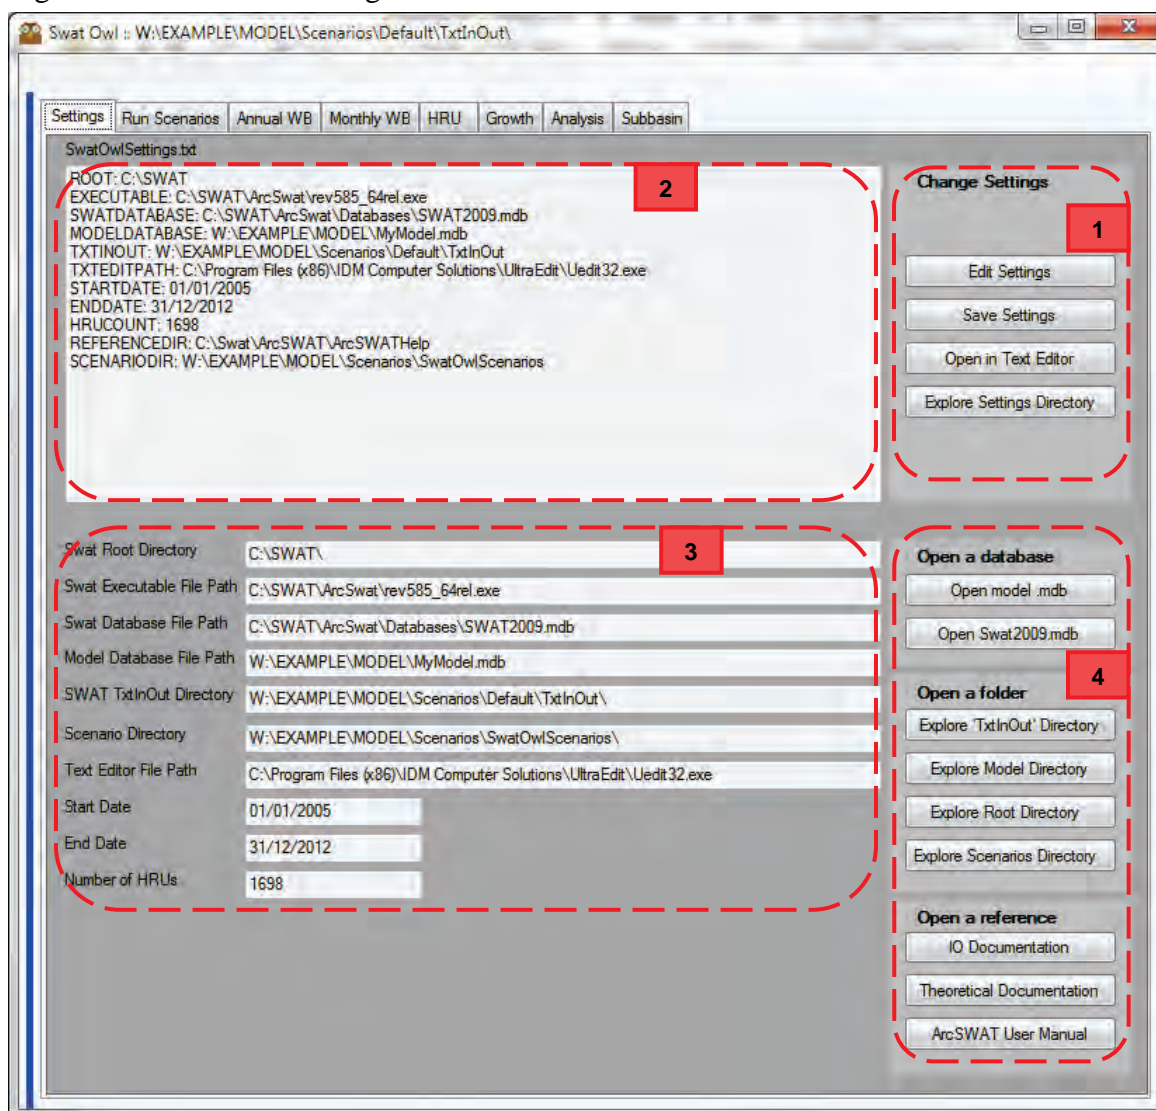 Swat Owl :: W:\EXAMPLE\MODEL\Scenarios\Default\TxtInOut\
Settings Run Scenarios Annual WB Monthly WB HRU Growth Analysis Subbasin
SwatOwlSettings.txt
ROOT: C:\SWAT
EXECUTABLE: C:\SWAT\ArcSwat\rev585_64rel.exe
SWATDATABASE: C:\SWAT\ArcSwat\Databases\SWAT2009.mdb
MODELDATABASE: W:\EXAMPLE\MODEL\MyModel.mdb
TXTINOUT: W:\EXAMPLE\MODEL\Scenarios\Default\TxtInOut
TXTEDITPATH: C:\Program Files (x86)\IDM Computer Solutions\UltraEdit\Uedit32.exe
STARTDATE: 01/01/2005
ENDDATE: 31/12/2012
HRUCOUNT: 1698
REFERENCEDIR: C:\Swat\ArcSWAT\ArcSWATHelp
SCENARIODIR: W:\EXAMPLE\MODEL\Scenarios\SwatOwlScenarios
2
Change Settings
1
Edit Settings
Save Settings
Open in Text Editor
Explore Settings Directory
Swat Root Directory C:\SWAT\
3
Swat Executable File Path C:\SWAT\ArcSwat\rev585_64rel.exe
Swat Database File Path C:\SWAT\ArcSwat\Databases\SWAT2009.mdb
Model Database File Path W:\EXAMPLE\MODEL\MyModel.mdb
SWAT TxtInOut Directory W:\EXAMPLE\MODEL\Scenarios\Default\TxtInOut\
Scenario Directory W:\EXAMPLE\MODEL\Scenarios\SwatOwlScenarios\
Text Editor File Path C:\Program Files (x86)\IDM Computer Solutions\UltraEdit\Uedit32.exe
Start Date 01/01/2005
End Date 31/12/2012
Number of HRUs 1698
Open a database
Open model .mdb
Open Swat2009.mdb
4
Open a folder
Explore 'TxtInOut' Directory
Explore Model Directory
Explore Root Directory
Explore Scenarios Directory
Open a reference
IO Documentation
Theoretical Documentation
ArcSWAT User Manual